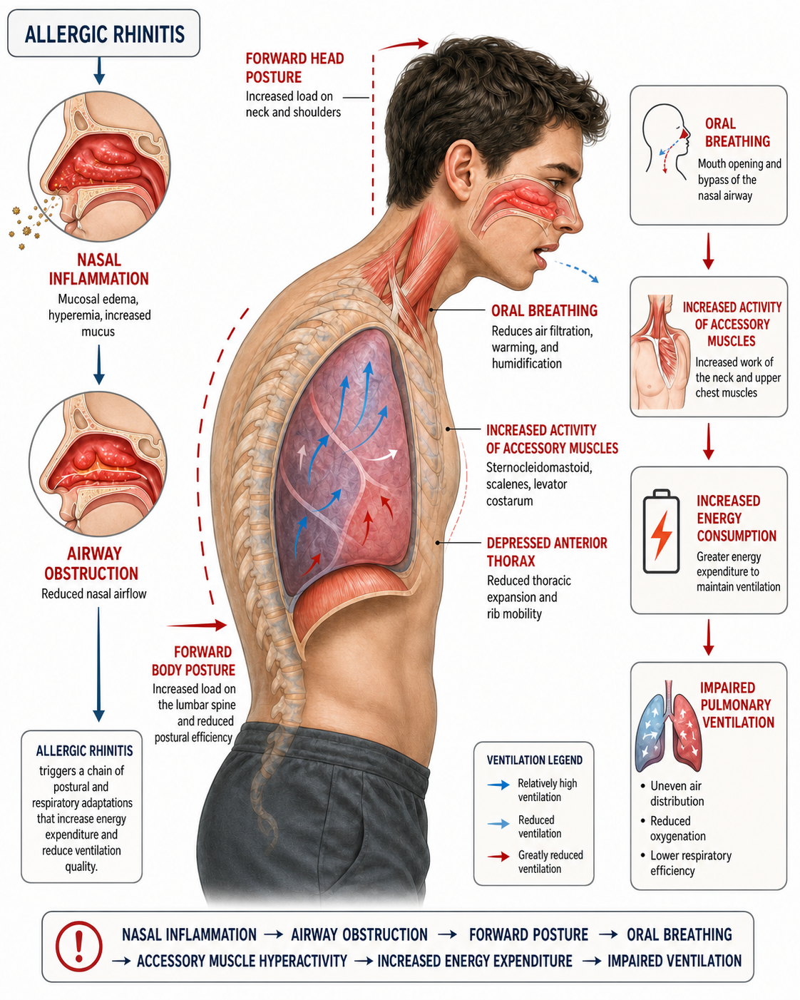 ALLERGIC RHINITIS
NASAL
INFLAMMATION
Mucosal edema,
hyperemia, increased
mucus
AIRWAY
OBSTRUCTION
Reduced nasal airflow
ALLERGIC RHINITIS
triggers a chain of
postural and
respiratory adaptations
that increase energy
expenditure and
reduce ventilation
quality.
FORWARD HEAD
POSTURE
Increased load on
neck and shoulders
FORWARD
BODY POSTURE
Increased load on
the lumbar spine
and reduced
postural efficiency
ORAL BREATHING
Reduces air filtration,
warming, and
humidification
INCREASED ACTIVITY
OF ACCESSORY MUSCLES
Sternocleidomastoid,
scalenes, levator
costarum
DEPRESSED ANTERIOR
THORAX
Reduced thoracic
expansion and
rib mobility
VENTILATION LEGEND
Relatively high
ventilation
Reduced
ventilation
Greatly reduced
ventilation
ORAL
BREATHING
Mouth opening and
bypass of the
nasal airway
INCREASED ACTIVITY
OF ACCESSORY
MUSCLES
Increased work of
the neck and upper
chest muscles
INCREASED
ENERGY
CONSUMPTION
Greater energy
expenditure to
maintain ventilation
IMPAIRED
PULMONARY
VENTILATION
• Uneven air
distribution
• Reduced
oxygenation
• Lower respiratory
efficiency
NASAL INFLAMMATION → AIRWAY OBSTRUCTION → FORWARD POSTURE → ORAL BREATHING
→ ACCESSORY MUSCLE HYPERACTIVITY → INCREASED ENERGY EXPENDITURE → IMPAIRED VENTILATION